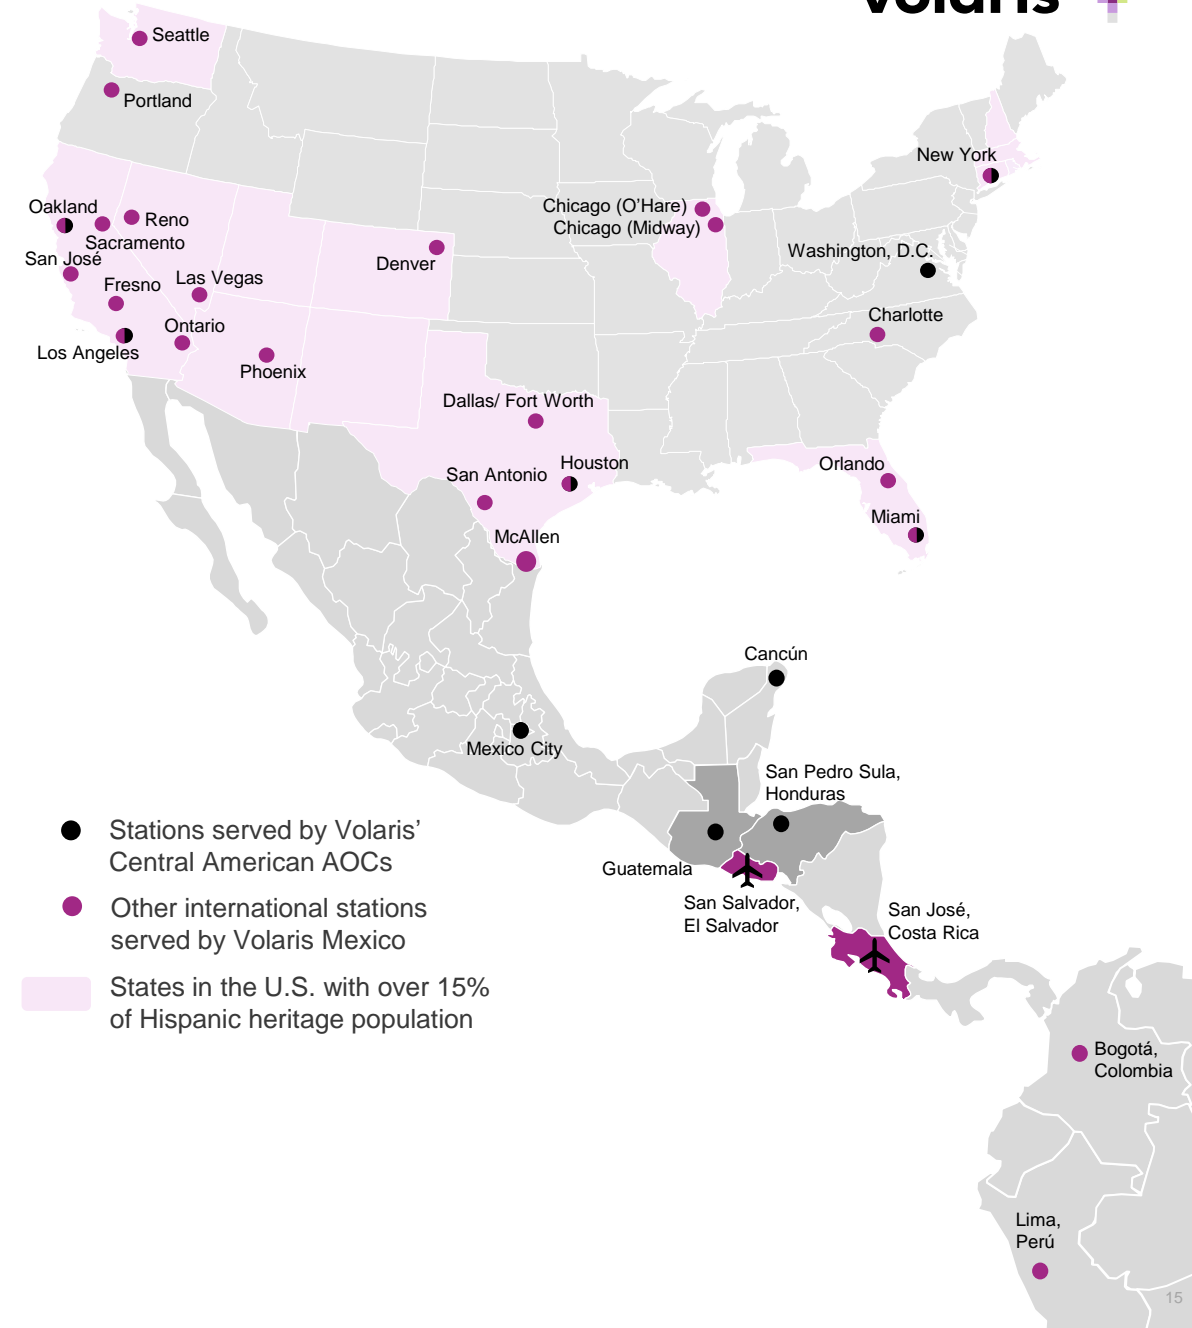 volaris
Seattle
Portland
New York
Oakland
Reno
Sacramento
San José
Chicago (O’Hare)
Chicago (Midway)
Washington, D.C.
Denver
Fresno
Las Vegas
Charlotte
Ontario
Los Angeles
Phoenix
Dallas/ Fort Worth
San Antonio
Houston
Orlando
Miami
McAllen
Cancún
Mexico City
San Pedro Sula,
Honduras
Stations served by Volaris’
Central American AOCs
Guatemala
San Salvador,
El Salvador
San José,
Costa Rica
Other international stations
served by Volaris Mexico
States in the U.S. with over 15%
of Hispanic heritage population
Bogotá,
Colombia
Lima,
Perú
15